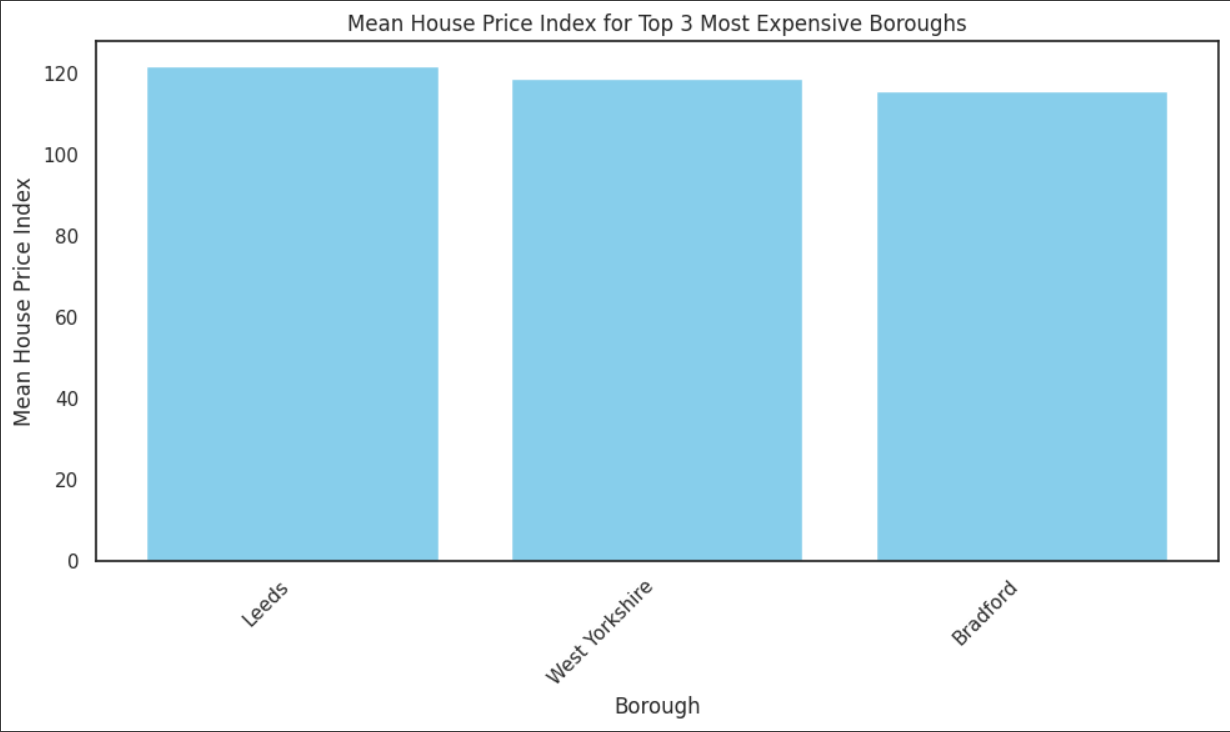 Mean House Price Index for Top 3 Most Expensive Boroughs
Mean House Price Index
120
100
80
60
40
20
0
Leeds
West Yorkshire
Bradford
Borough